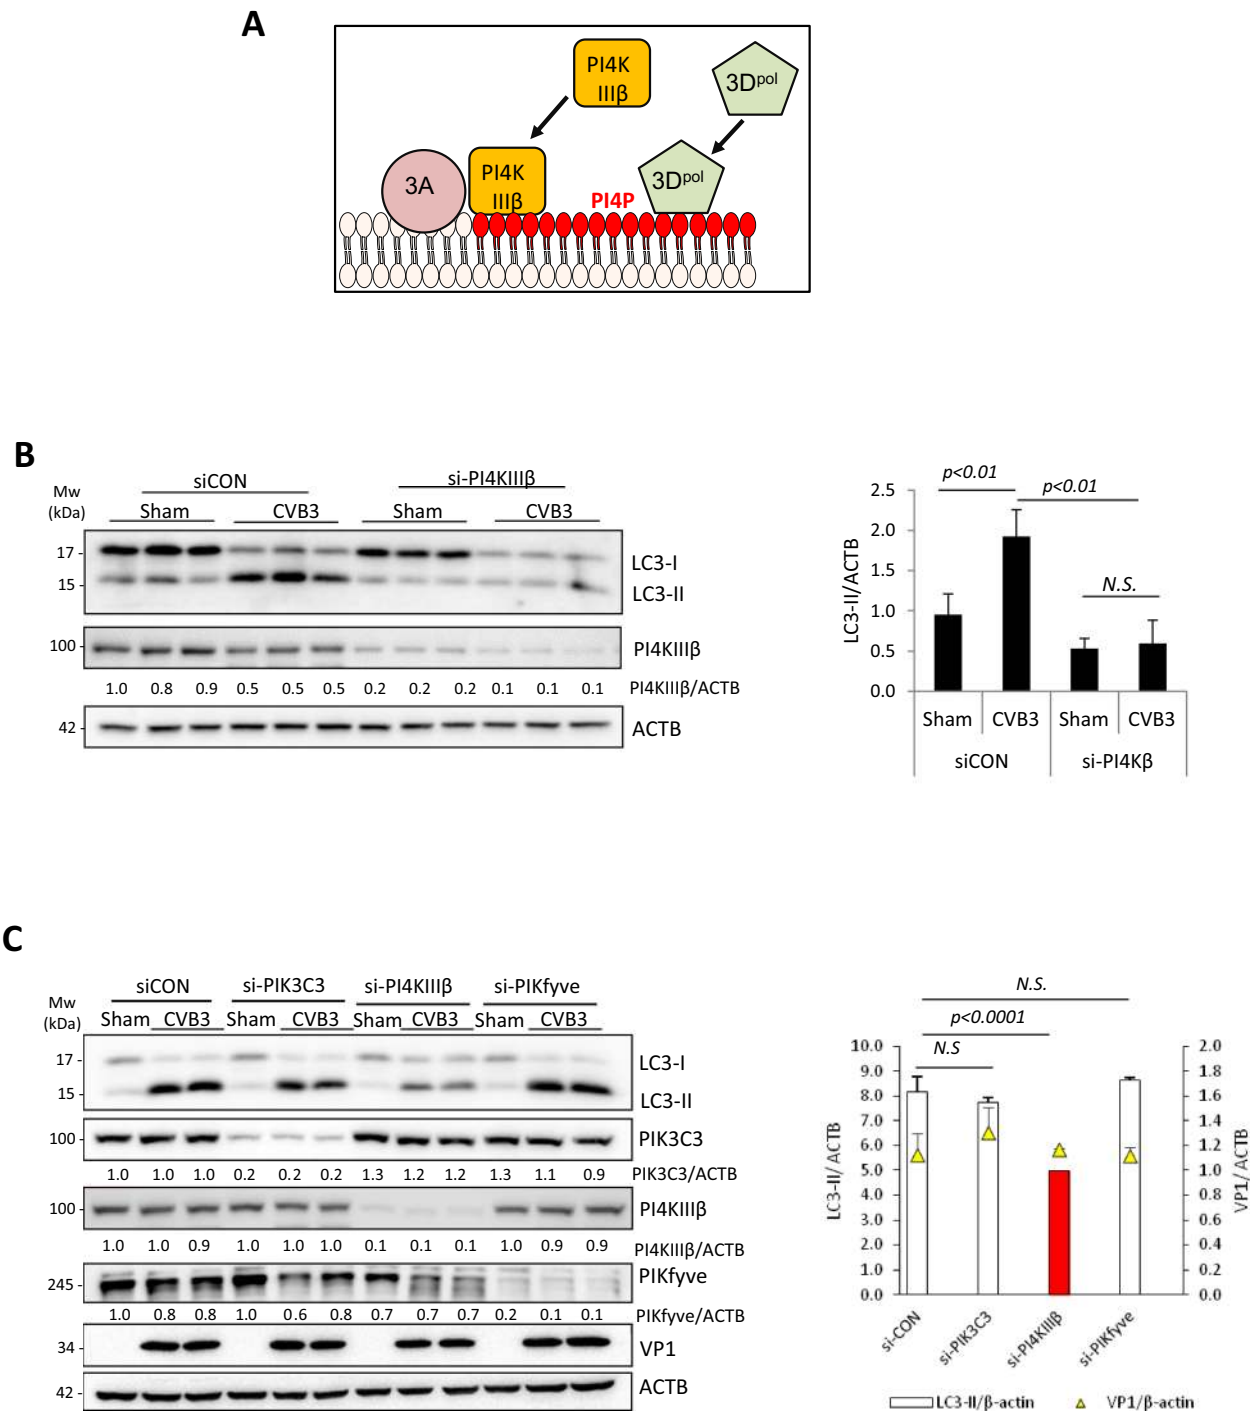 A
PI4K
IIIβ
3Dpol
3A
PI4K
IIIβ
PI4P
3Dpol
B
siCON
si-PI4KIIIβ
Mw
(kDa)
Sham
CVB3
Sham
CVB3
17 -
LC3-I
15 -
LC3-II
100 -
PI4KIIIβ
1.0 0.8 0.9 0.5 0.5 0.5 0.2 0.2 0.2 0.1 0.1 0.1 PI4KIIIβ/ACTB
42 -
ACTB
p<0.01
p<0.01
N.S.
LC3-II/ACTB
2.5
2.0
1.5
1.0
0.5
0.0
Sham CVB3 Sham CVB3
siCON si-PI4Kβ
C
siCON si-PIK3C3 si-PI4KIIIβ si-PIKfyve
Mw
(kDa)
Sham CVB3 Sham CVB3 Sham CVB3 Sham CVB3
17 -
LC3-I
15 -
LC3-II
100 -
PIK3C3
1.0 1.0 1.0 0.2 0.2 0.2 1.3 1.2 1.2 1.3 1.1 0.9 PIK3C3/ACTB
100 -
PI4KIIIβ
1.0 1.0 0.9 1.0 1.0 1.0 0.1 0.1 0.1 1.0 0.9 0.9 PI4KIIIβ/ACTB
245 -
PIKfyve
1.0 0.8 0.8 1.0 0.6 0.8 0.7 0.7 0.7 0.2 0.1 0.1 PIKfyve/ACTB
34 -
VP1
42 -
ACTB
N.S.
p<0.0001
N.S
LC3-II/ACTB
10.0
9.0
8.0
7.0
6.0
5.0
4.0
3.0
2.0
1.0
0.0
2.0
1.8
1.6
1.4
1.2
1.0
0.8
0.6
0.4
0.2
0.0
VP1/ACTB
si-CON
si-PIK3C3
si-PI4KIIIβ
si-PIKfyve
LC3-II/β-actin VP1/β-actin